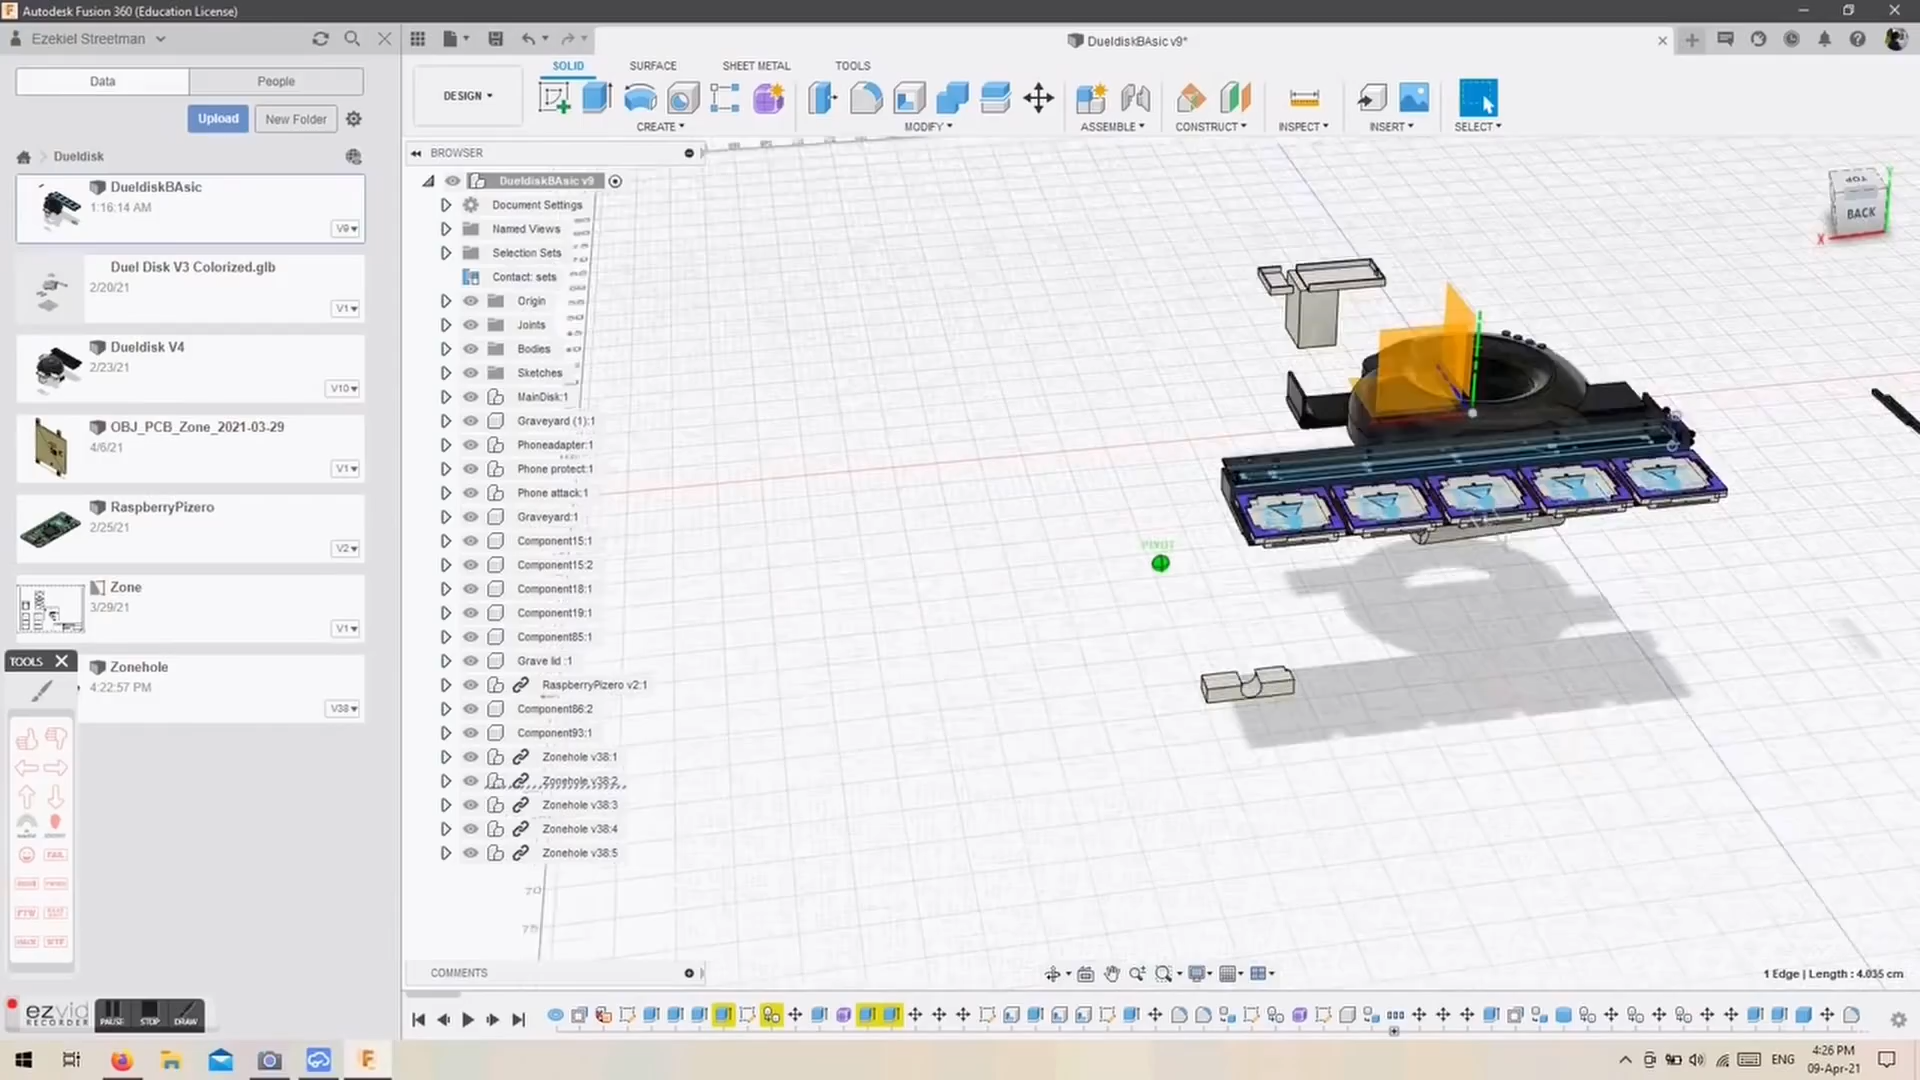 Autodesk Fusion 360 (Education License)
Ezekiel Streetman
DueldiskBAsic v9*
Data
People
Upload
New Folder
Dueldisk
DueldiskBAsic
1:16:14 AM
V9
Duel Disk V3 Colorized.glb
2/20/21
V1
Dueldisk V4
2/23/21
V10
OBJ_PCB_Zone_2021-03-29
4/6/21
V1
RaspberryPizero
2/25/21
V2
Zone
3/29/21
V1
Zonehole
4:22:57 PM
V38
TOOLS
FAIL
FTW
ezvid
RECORDER
PAUSE
STOP
DRAW
DESIGN
SOLID
SURFACE
SHEET METAL
TOOLS
CREATE
MODIFY
ASSEMBLE
CONSTRUCT
INSPECT
INSERT
SELECT
BROWSER
DueldiskBAsic v9
Document Settings
Named Views
Selection Sets
Contact: sets
Origin
Joints
Bodies
Sketches
MainDisk:1
Graveyard (1):1
Phoneadapter:1
Phone protect:1
Phone attack:1
Graveyard:1
Component15:1
Component15:2
Component18:1
Component19:1
Component85:1
Grave lid :1
RaspberryPizero v2:1
Component86:2
Component93:1
Zonehole v38:1
Zonehole v38:2
Zonehole v38:3
Zonehole v38:4
Zonehole v38:5
70
75
TOP
BACK
X
Y
PIVOT
COMMENTS
1 Edge | Length : 4.035 cm
ENG
4:26 PM
09-Apr-21